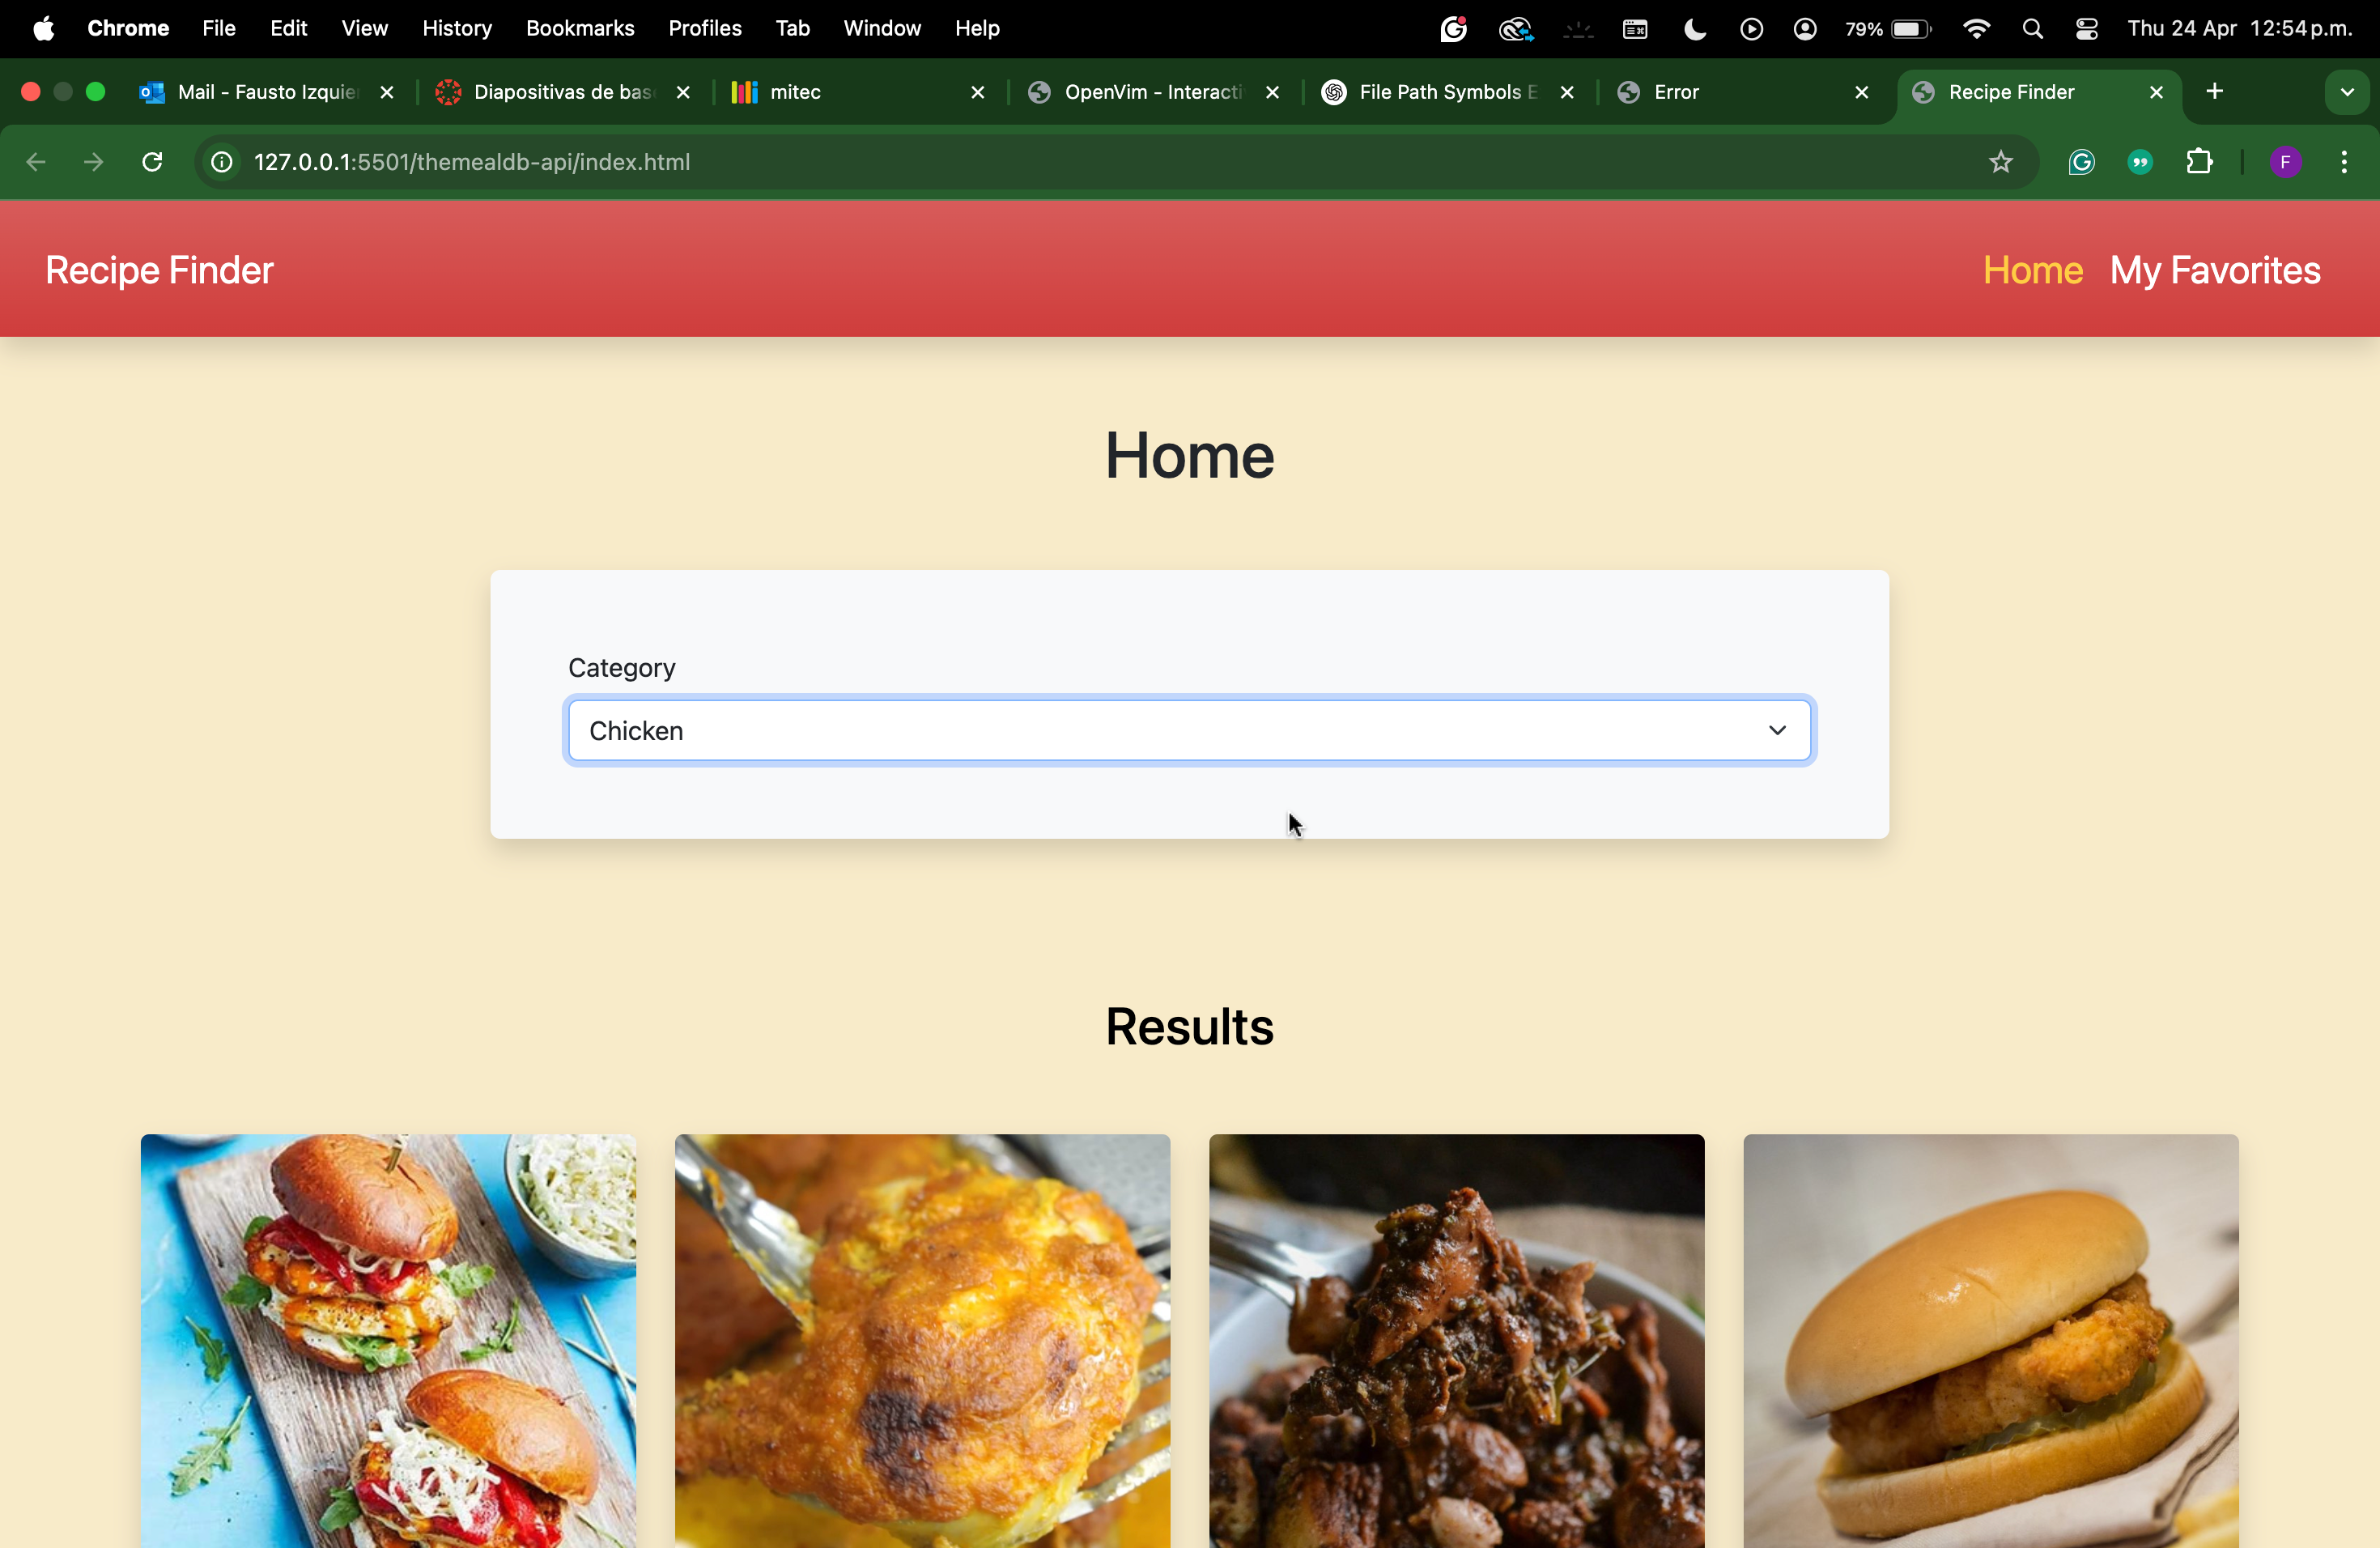 Chrome File Edit View History Bookmarks Profiles Tab Window Help 79% Thu 24 Apr 12:54 p.m.
Mail - Fausto Izquie Diapositivas de bas mitec OpenVim - Interacti File Path Symbols E Error Recipe Finder
127.0.0.1:5501/themealdb-api/index.html F
Recipe Finder Home My Favorites
Home
Category
Chicken
Results